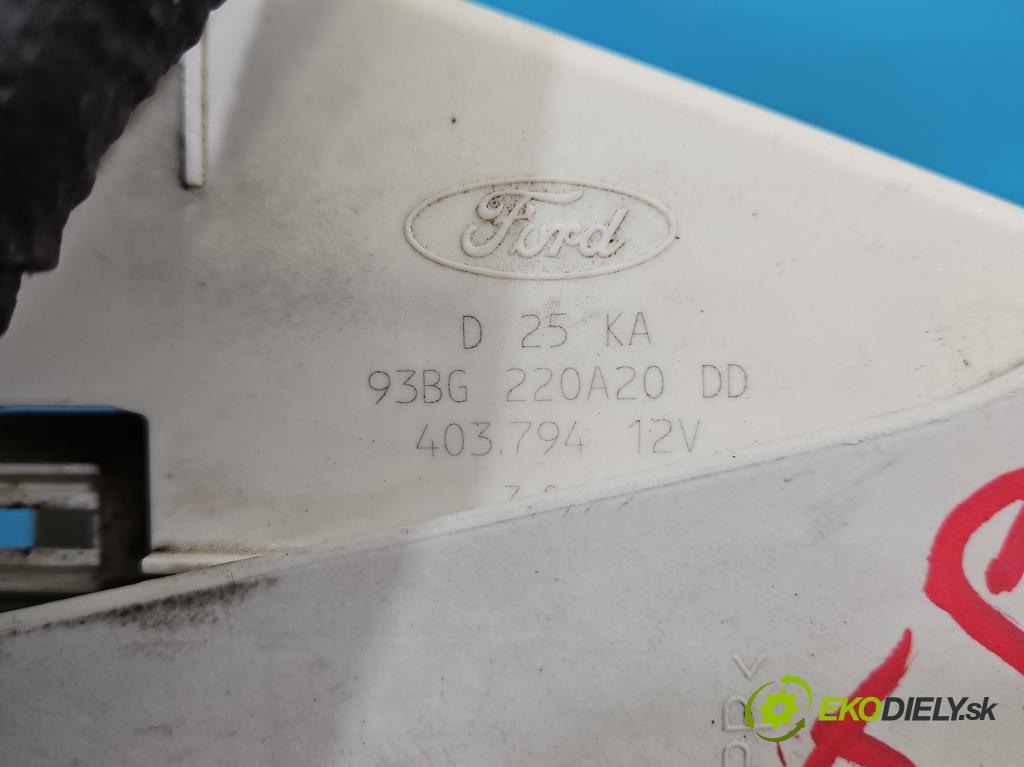 Ford
D 25 KA
93BG 220A20 DD
403.794 12V
EKODIELY.sk